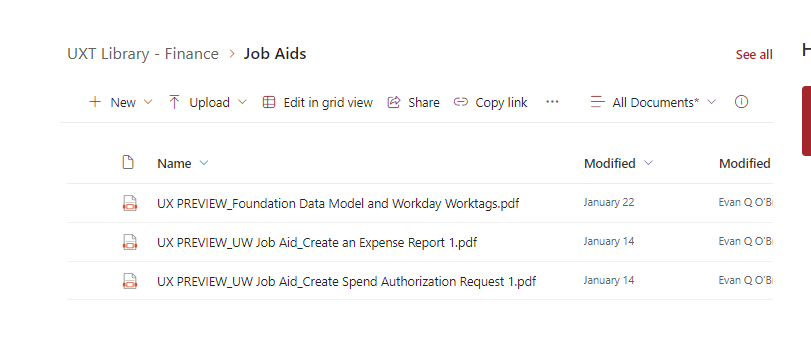 UXT Library - Finance > Job Aids
See all
H
+ New Upload Edit in grid view Share Copy link ... All Documents*
Name Modified Modified
UX PREVIEW_Foundation Data Model and Workday Worktags.pdf January 22 Evan Q O'B
UX PREVIEW_UW Job Aid_Create an Expense Report 1.pdf January 14 Evan Q O'B
UX PREVIEW_UW Job Aid_Create Spend Authorization Request 1.pdf January 14 Evan Q O'B